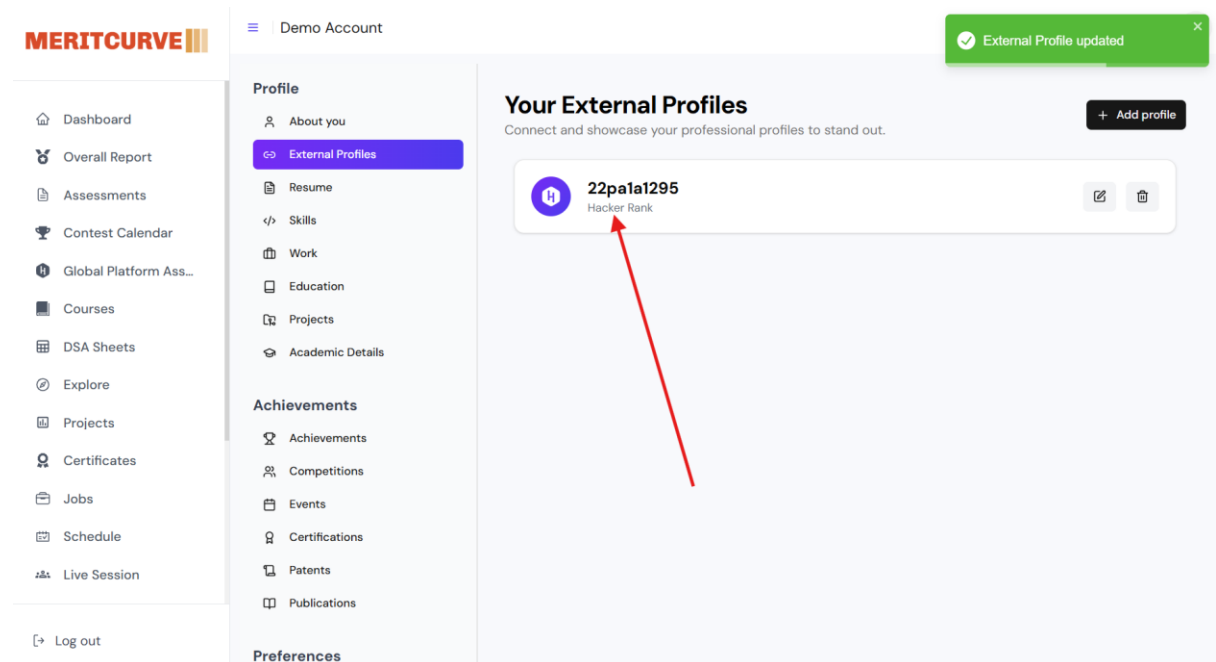 MERITCURVE
Dashboard
Overall Report
Assessments
Contest Calendar
Global Platform Ass...
Courses
DSA Sheets
Explore
Projects
Certificates
Jobs
Schedule
Live Session
Log out
Demo Account
External Profile updated
Profile
About you
External Profiles
Resume
Skills
Work
Education
Projects
Academic Details
Achievements
Achievements
Competitions
Events
Certifications
Patents
Publications
Preferences
Your External Profiles
Connect and showcase your professional profiles to stand out.
+ Add profile
22pa1a1295
Hacker Rank